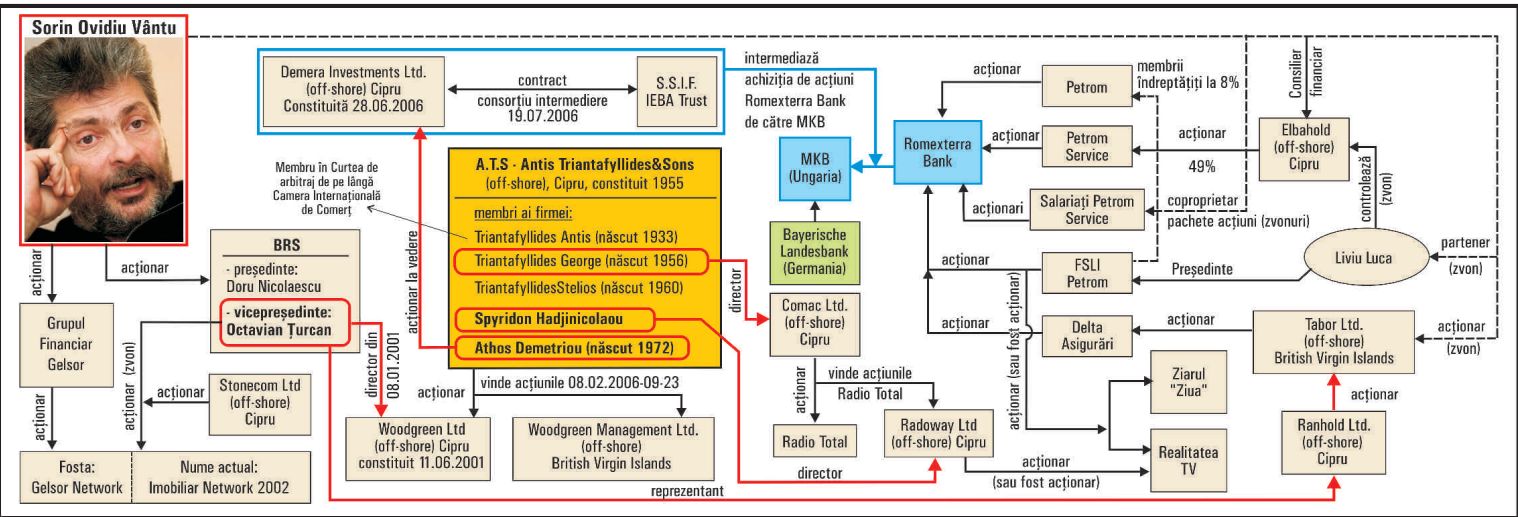 Sorin Ovidiu Vântu
Demera Investments Ltd.
(off-shore) Cipru
Constituită 28.06.2006
contract
consorțiu intermediere
19.07.2006
S.S.I.F.
IEBA Trust
intermediază
achiziția de acțiuni
Romexterra Bank
de către MKB
MKB
(Ungaria)
Romexterra
Bank
Bayerische
Landesbank
(Germania)
acționar
Petrom
membrii
îndreptățiți la 8%
acționar
Petrom
Service
acționar
49%
Consilier
financiar
Elbahold
(off-shore)
Cipru
acționari
Salariați Petrom
Service
coproprietar
pachete acțiuni (zvonuri)
controlează
(zvon)
acționar
FSLI
Petrom
Președinte
Liviu Luca
partener
(zvon)
acționar
Delta
Asigurări
acționar
Tabor Ltd.
(off-shore)
British Virgin Islands
acționar
(zvon)
acționar (sau fost acționar)
Ziarul
"Ziua"
Realitatea
TV
acționar
Ranhold Ltd.
(off-shore)
Cipru
Membru în Curtea de
arbitraj de pe lângă
Camera Internațională
de Comerț
A.T.S - Antis Triantafyllides&Sons
(off-shore), Cipru, constituit 1955
membri ai firmei:
Triantafyllides Antis (născut 1933)
Triantafyllides George (născut 1956)
TriantafyllidesStelios (născut 1960)
Spyridon Hadjinicolaou
Athos Demetriou (născut 1972)
acționar la vedere
director
Comac Ltd.
(off-shore)
Cipru
acționar
vinde acțiunile
Radio Total
Radio Total
Radoway Ltd
(off-shore) Cipru
acționar
(sau fost acționar)
director
acționar
vinde acțiunile 08.02.2006-09-23
Woodgreen Ltd
(off-shore) Cipru
constituit 11.06.2001
Woodgreen Management Ltd.
(off-shore)
British Virgin Islands
acționar
acționar
BRS
- președinte:
Doru Nicolaescu
- vicepreședinte:
Octavian Țurcan
director din
08.01.2001
Grupul
Financiar
Gelsor
acționar
acționar (zvon)
acționar
Stonecom Ltd
(off-shore)
Cipru
Fosta:
Gelsor Network
Nume actual:
Imobiliar Network 2002
reprezentant